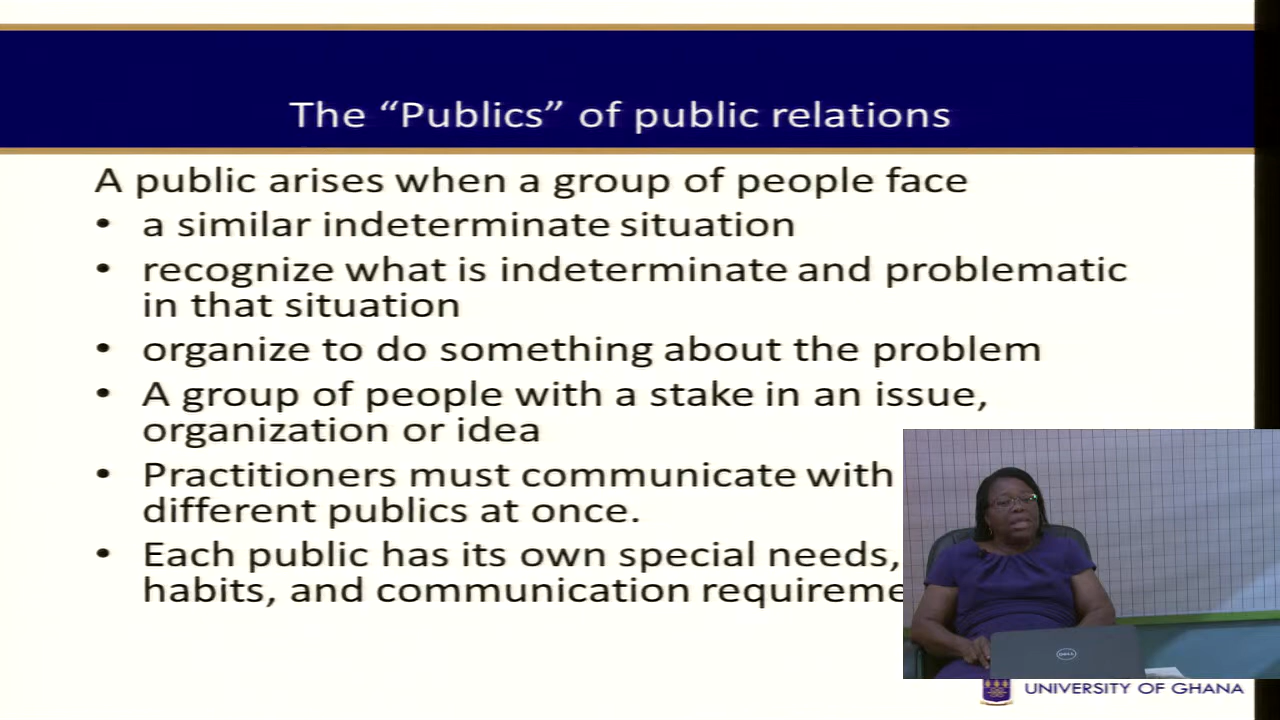 The “Publics” of public relations
A public arises when a group of people face
• a similar indeterminate situation
• recognize what is indeterminate and problematic
in that situation
• organize to do something about the problem
• A group of people with a stake in an issue,
organization or idea
• Practitioners must communicate with
different publics at once.
• Each public has its own special needs,
habits, and communication
DELL
UNIVERSITY OF GHANA